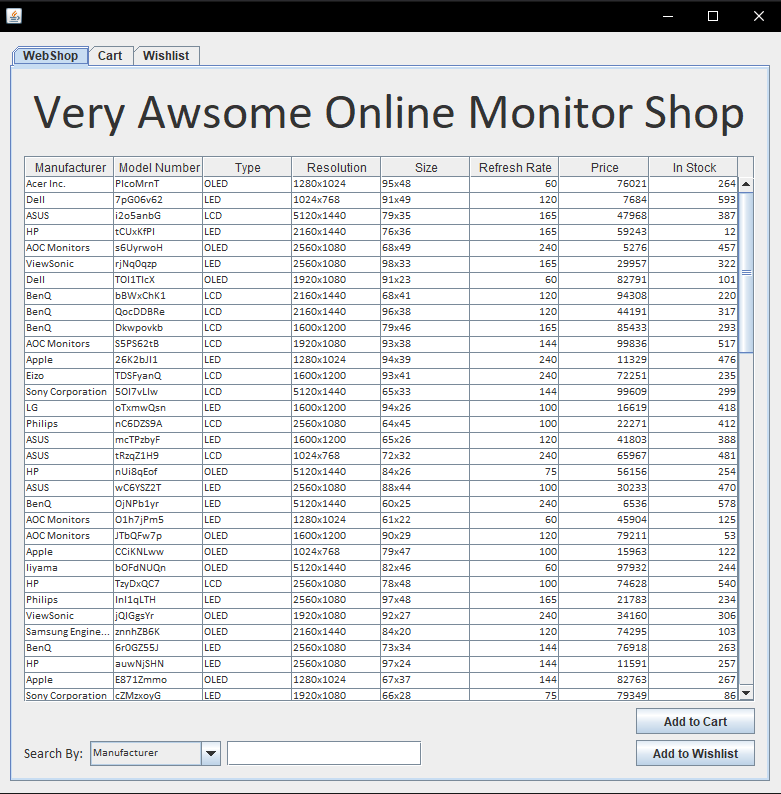 WebShop Cart Wishlist
Very Awsome Online Monitor Shop
Manufacturer Model Number Type Resolution Size Refresh Rate Price In Stock
Acer Inc. PIcoMrnT OLED 1280x1024 95x48 60 76021 264
Dell 7pG06v62 LED 1024x768 91x49 120 7684 593
ASUS i2o5anbG LCD 5120x1440 79x35 165 47968 387
HP tCUxKfPI LED 2160x1440 76x36 165 59243 12
AOC Monitors s6UyrwoH OLED 2560x1080 68x49 240 5276 457
ViewSonic rjNq0qzp LED 2560x1080 98x33 165 29957 322
Dell TOI1TlcX OLED 1920x1080 91x23 60 82791 101
BenQ bBWxChK1 LCD 2160x1440 68x41 120 94308 220
BenQ QocDDBRe LCD 2160x1440 96x38 120 44191 317
BenQ Dkwpovkb LCD 1600x1200 79x46 165 85433 293
AOC Monitors S5PS62tB LCD 1920x1080 93x38 144 99836 517
Apple 26K2bJI1 LED 1280x1024 94x39 240 11329 476
Eizo TDSFyanQ LCD 1600x1200 93x41 240 72251 235
Sony Corporation 5OI7vLIw LCD 5120x1440 65x33 144 99609 299
LG oTxmwQsn LED 1600x1200 94x26 100 16619 418
Philips nC6DZS9A LCD 2560x1080 64x45 100 22271 412
ASUS mcTPzbyF LED 1600x1200 65x26 120 41803 388
ASUS tRzqZ1H9 LCD 1024x768 72x32 240 65967 481
HP nUi8qEof OLED 5120x1440 84x26 75 56156 254
ASUS wC6YSZ2T LED 2560x1080 88x44 100 30233 470
BenQ OjNPb1yr LED 5120x1440 60x25 240 6536 578
AOC Monitors O1h7jPm5 LED 1280x1024 61x22 60 45904 125
AOC Monitors JTbQFw7p OLED 1600x1200 90x29 120 79211 53
Apple CCiKNLww OLED 1024x768 79x47 100 15963 122
Iiyama bOFdNUQn OLED 5120x1440 82x46 60 97932 244
HP TzyDxQC7 LCD 2560x1080 78x48 100 74628 540
Philips InI1qLTH LED 2560x1080 97x48 165 21783 234
ViewSonic jQIGgsYr OLED 1920x1080 92x27 240 34160 306
Samsung Engine... znnhZB6K OLED 2160x1440 84x20 120 74295 103
BenQ 6r0GZ55J LED 2560x1080 73x34 144 76918 263
HP auwNjSHN LED 2560x1080 97x24 144 11591 257
Apple E871Zmmo OLED 1280x1024 67x37 144 82763 267
Sony Corporation cZMzxoyG LED 1920x1080 66x28 75 79349 86
Add to Cart
Search By: Manufacturer Add to Wishlist